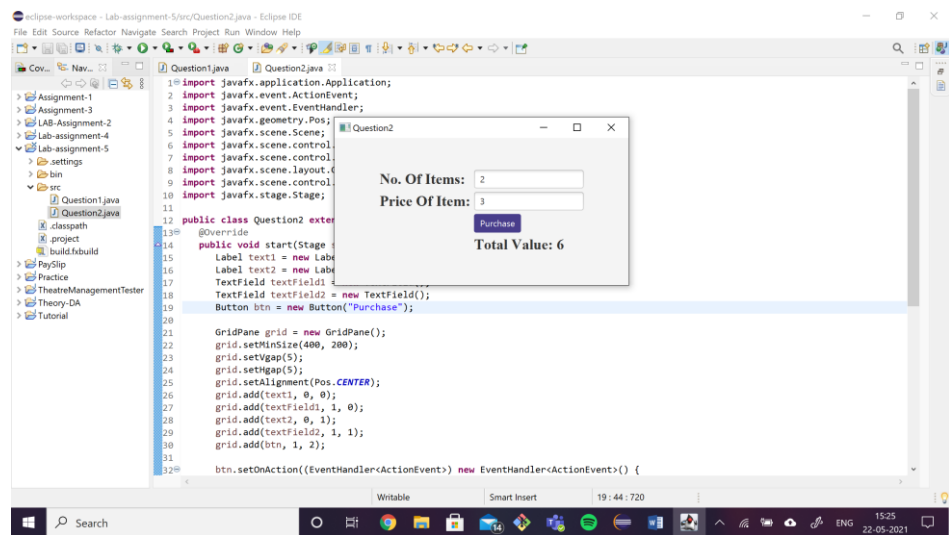 eclipse-workspace - Lab-assignment-5/src/Question2.java - Eclipse IDE
File Edit Source Refactor Navigate Search Project Run Window Help
Cov...
Nav...
Question1.java
Question2.java
Assignment-1
Assignment-3
LAB-Assignment-2
Lab-assignment-4
Lab-assignment-5
.settings
bin
src
Question1.java
Question2.java
.classpath
.project
build.fxbuild
PaySlip
Practice
TheatreManagementTester
Theory-DA
Tutorial
1 import javafx.application.Application;
2 import javafx.event.ActionEvent;
3 import javafx.event.EventHandler;
4 import javafx.geometry.Pos;
5 import javafx.scene.Scene;
6 import javafx.scene.control.
7 import javafx.scene.control.
8 import javafx.scene.layout.
9 import javafx.scene.control.
10 import javafx.stage.Stage;
11
12 public class Question2 exter
13 @Override
14 public void start(Stage
15 Label text1 = new Labe
16 Label text2 = new Labe
17 TextField textField1 =
18 TextField textField2 = new TextField();
19 Button btn = new Button("Purchase");
20
21 GridPane grid = new GridPane();
22 grid.setMinSize(400, 200);
23 grid.setVgap(5);
24 grid.setHgap(5);
25 grid.setAlignment(Pos.CENTER);
26 grid.add(text1, 0, 0);
27 grid.add(textField1, 1, 0);
28 grid.add(text2, 0, 1);
29 grid.add(textField2, 1, 1);
30 grid.add(btn, 1, 2);
31
32 btn.setOnAction((EventHandler<ActionEvent>) new EventHandler<ActionEvent>() {
Question2
No. Of Items: 2
Price Of Item: 3
Purchase
Total Value: 6
Writable
Smart Insert
19 : 44 : 720
Search
14
ENG
15:25
22-05-2021